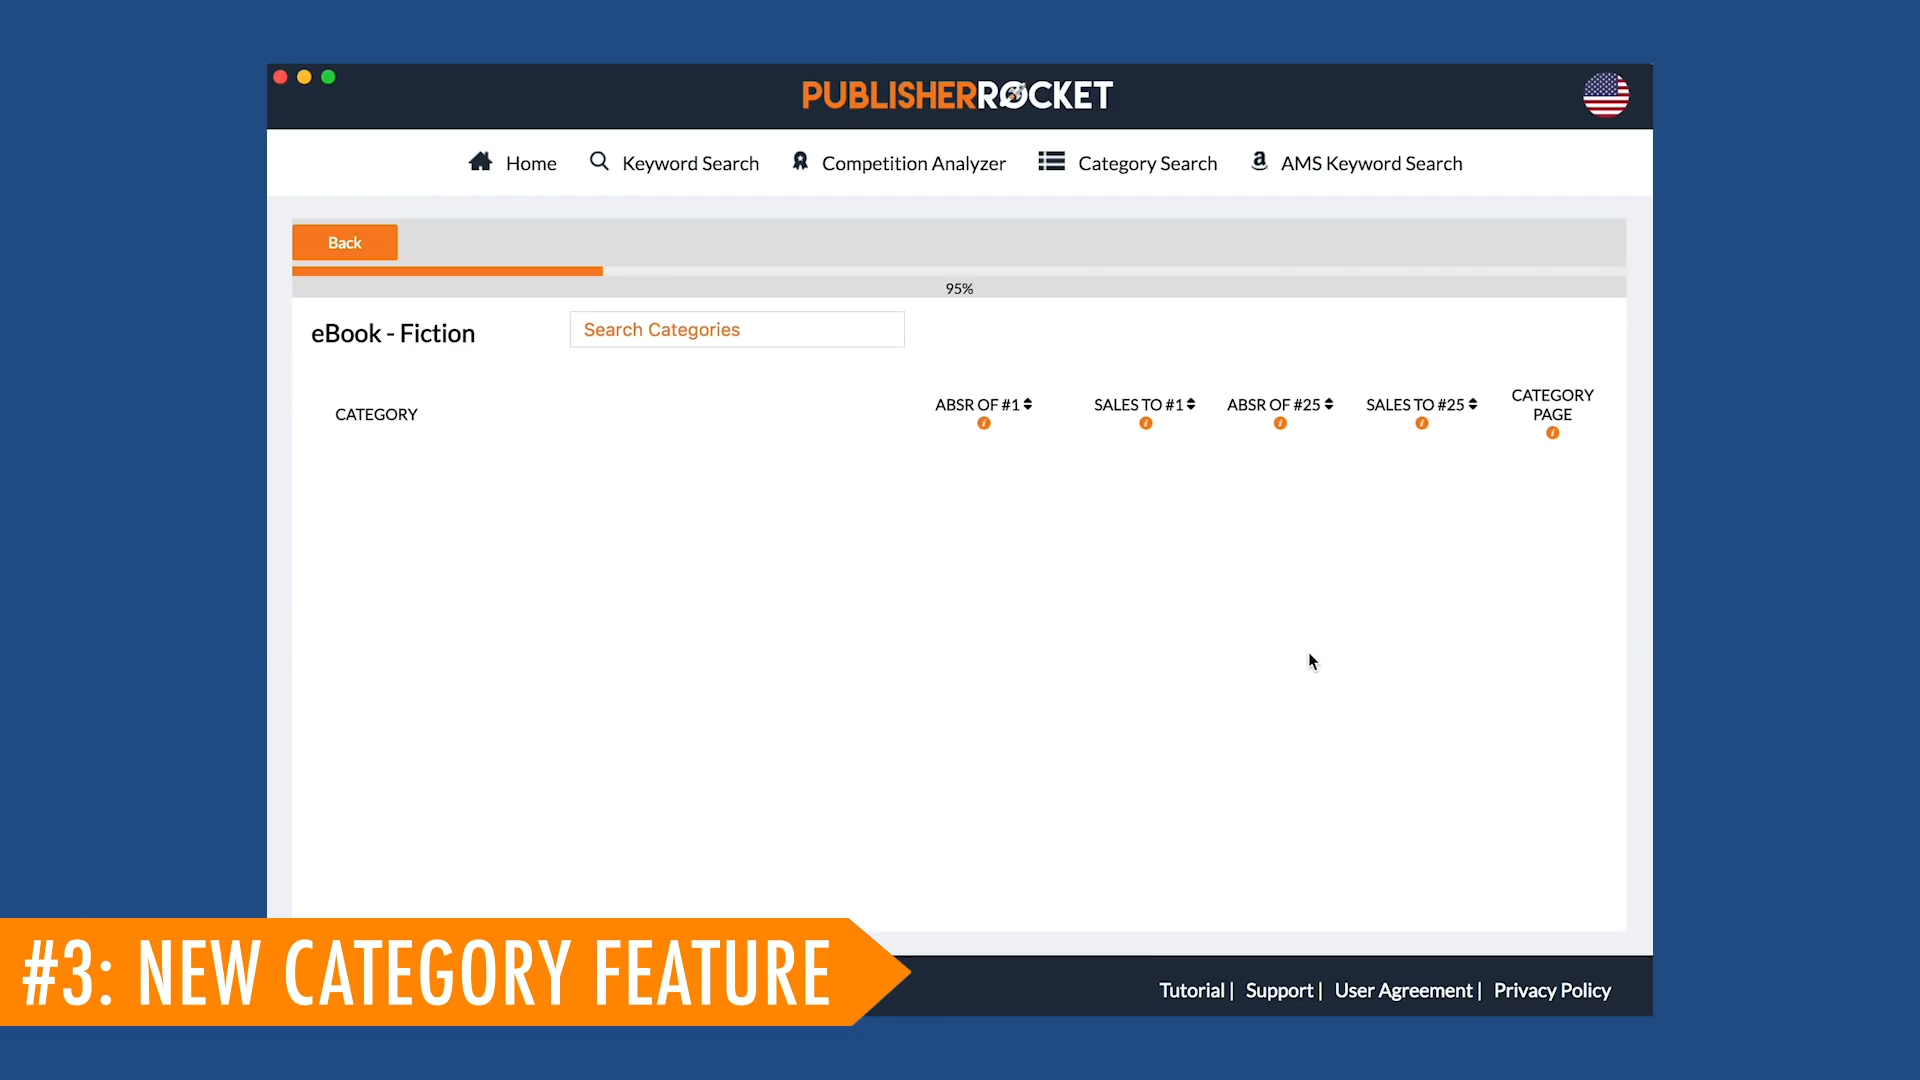 PUBLISHERROCKET
Home Keyword Search Competition Analyzer Category Search AMS Keyword Search
Back
95%
eBook - Fiction
Search Categories
CATEGORY
ABSR OF #1
SALES TO #1
ABSR OF #25
SALES TO #25
CATEGORY
PAGE
#3: NEW CATEGORY FEATURE
Tutorial | Support | User Agreement | Privacy Policy